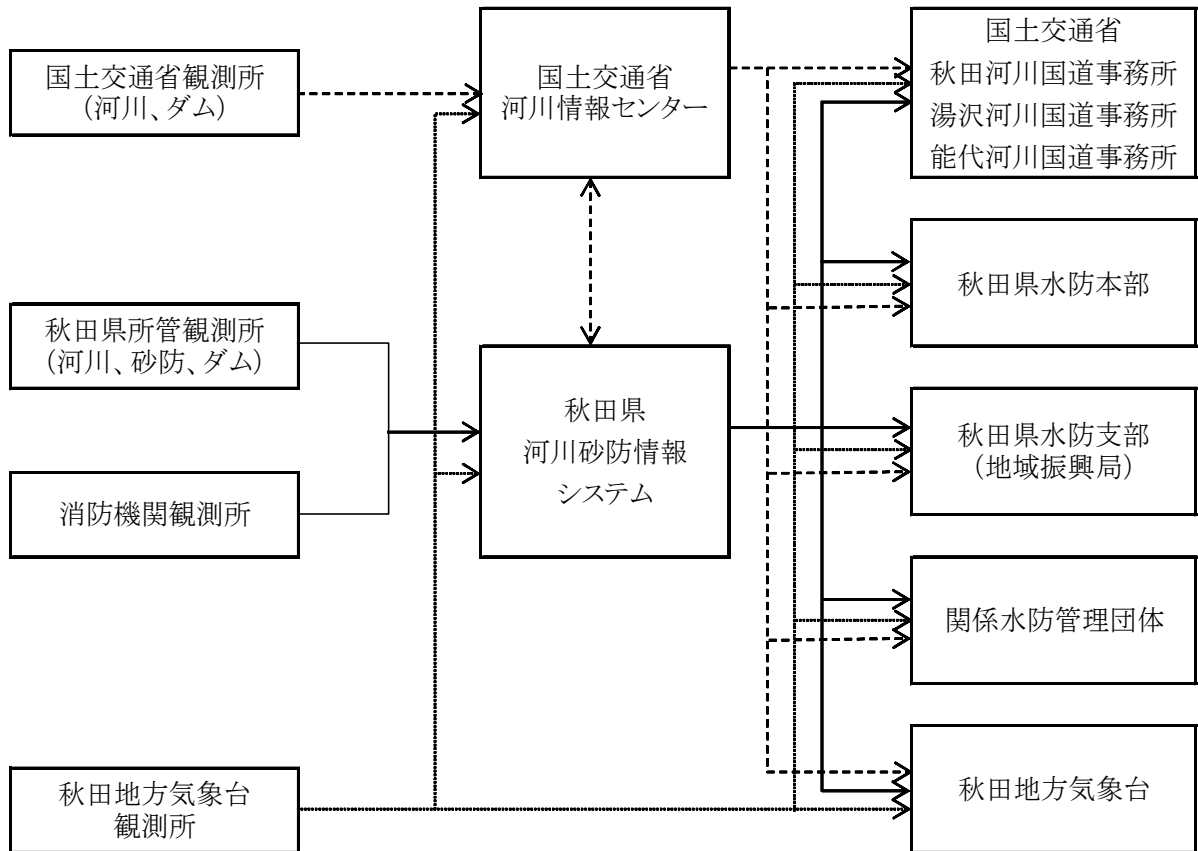 国土交通省観測所
(河川、ダム)
秋田県所管観測所
(河川、砂防、ダム)
消防機関観測所
秋田地方気象台
観測所
国土交通省
河川情報センター
秋田県
河川砂防情報
システム
国土交通省
秋田河川国道事務所
湯沢河川国道事務所
能代河川国道事務所
秋田県水防本部
秋田県水防支部
(地域振興局)
関係水防管理団体
秋田地方気象台